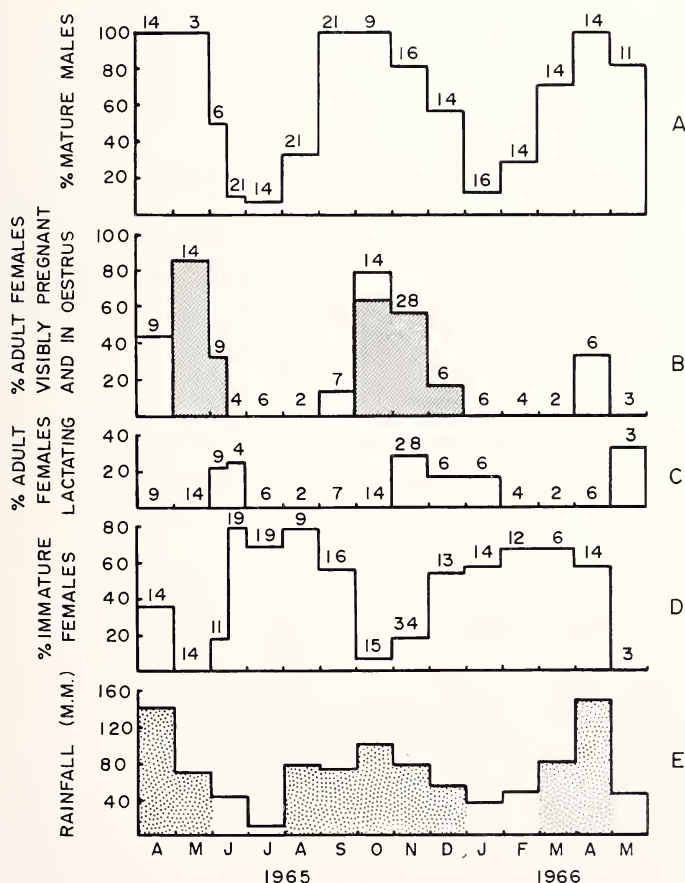 % MATURE MALES
100
80
60
40
20
14 3 6 21 14 21 21 9 16 14 16 14 14 14 11
A
% ADULT FEMALES
VISIBLY PREGNANT
AND IN OESTRUS
100
80
60
40
20
9 14 9 4 6 2 7 14 28 6 6 4 2 6 3
B
% ADULT
FEMALES
LACTATING
40
20
9 14 9 4 6 2 7 14 28 6 6 4 2 6 3
C
% IMMATURE
FEMALES
80
60
40
20
14 14 11 19 19 9 16 15 34 13 14 12 6 14 3
D
RAINFALL (M.M.)
160
120
80
40
E
A M J J A S O N D J F M A M
1965 1966